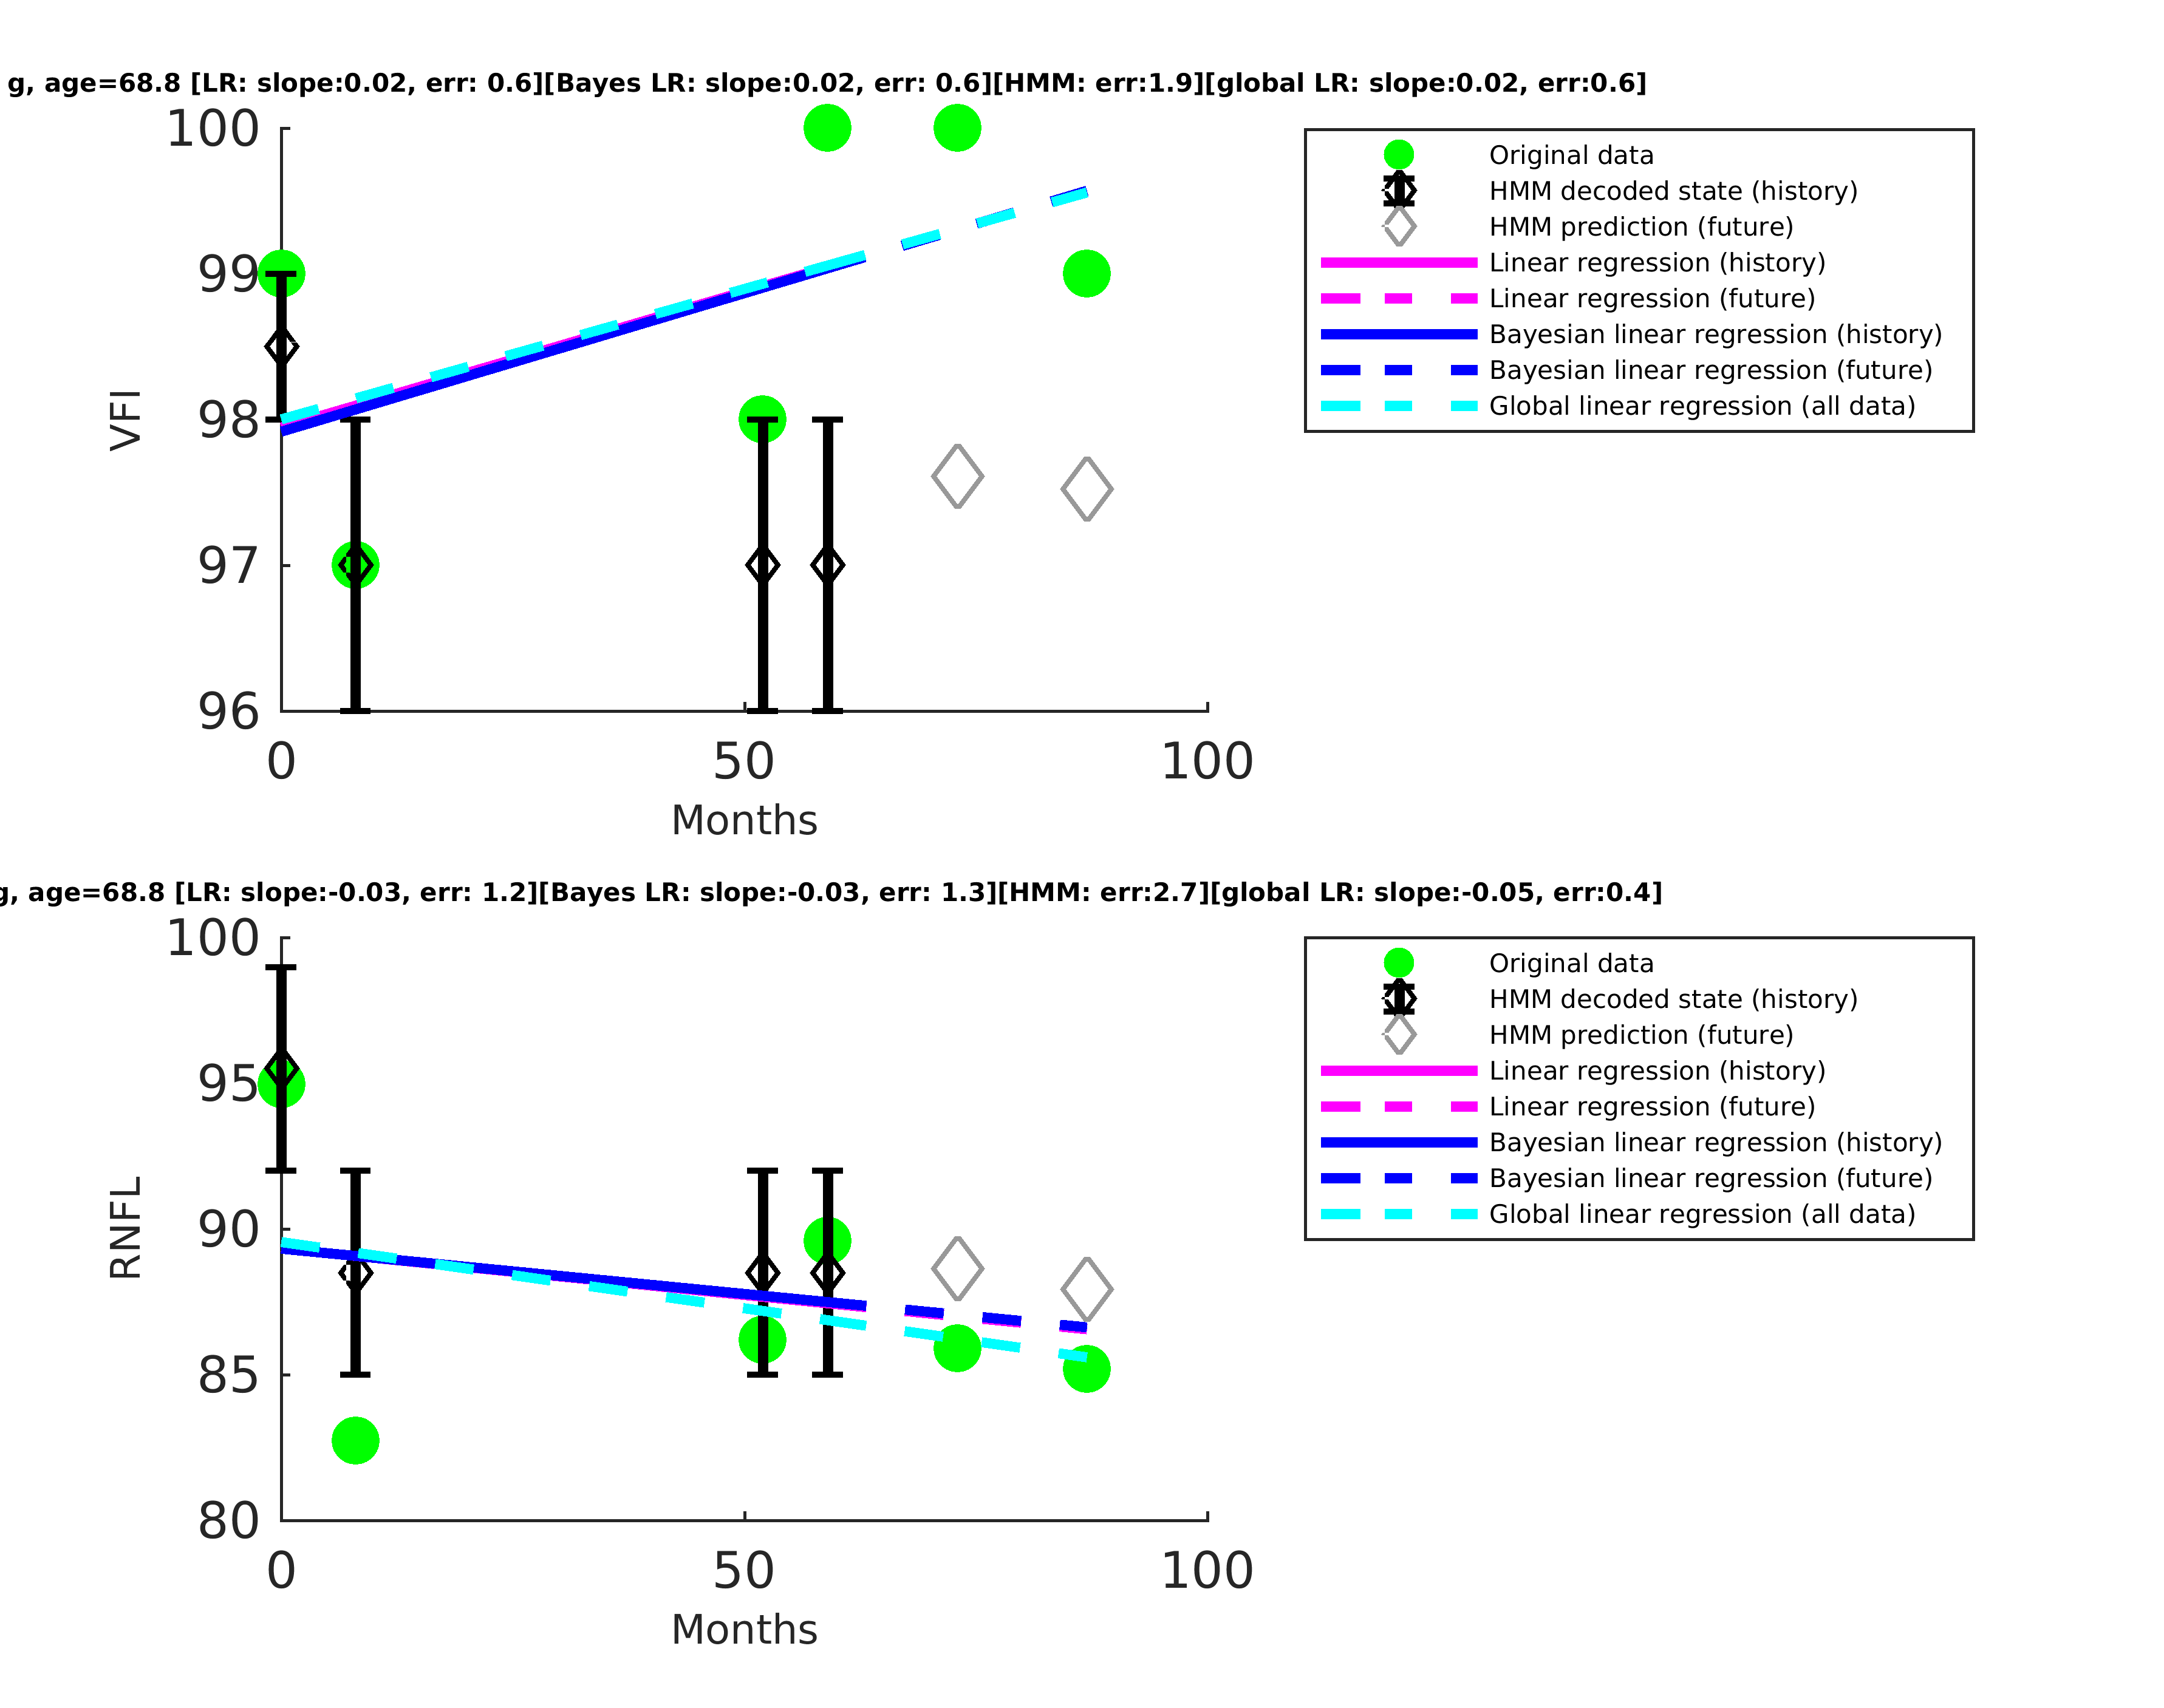 g, age=68.8 [LR: slope:0.02, err: 0.6][Bayes LR: slope:0.02, err: 0.6][HMM: err:1.9][global LR: slope:0.02, err:0.6]
100
99
98
97
96
VFI
0 50 100
Months
Original data
HMM decoded state (history)
HMM prediction (future)
Linear regression (history)
Linear regression (future)
Bayesian linear regression (history)
Bayesian linear regression (future)
Global linear regression (all data)
g, age=68.8 [LR: slope:-0.03, err: 1.2][Bayes LR: slope:-0.03, err: 1.3][HMM: err:2.7][global LR: slope:-0.05, err:0.4]
100
95
90
85
80
RNFL
0 50 100
Months
Original data
HMM decoded state (history)
HMM prediction (future)
Linear regression (history)
Linear regression (future)
Bayesian linear regression (history)
Bayesian linear regression (future)
Global linear regression (all data)